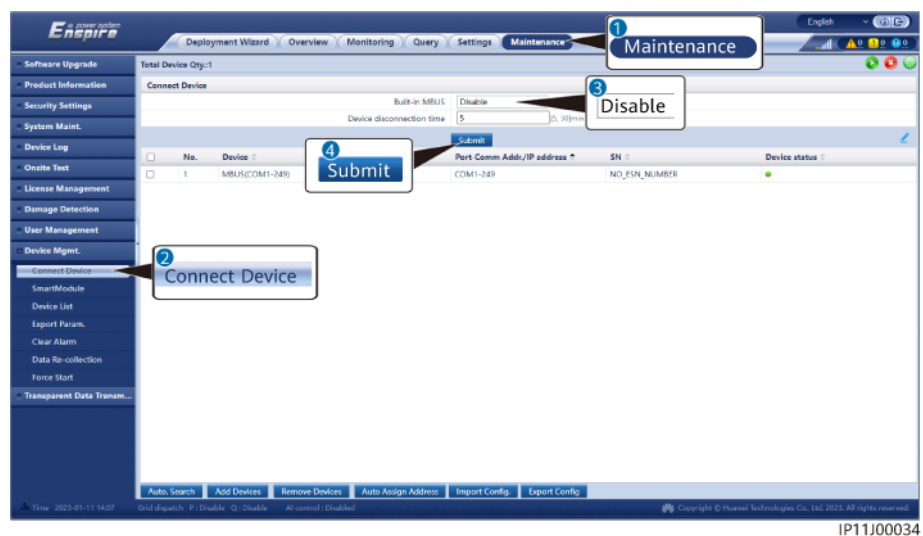 AI power system
Enspire
English
Deployment Wizard Overview Monitoring Query Settings Maintenance
1
Maintenance
Software Upgrade
Product Information
Security Settings
System Maint.
Device Log
Onsite Test
License Management
Damage Detection
User Management
Device Mgmt.
Connect Device
SmartModule
Device List
Export Param.
Clear Alarm
Data Re-collection
Force Start
Transparent Data Transm...
Total Device Qty.:1
Connect Device
Built-in MBUS Disable
3
Disable
Device disconnection time 5 [5, 30]min
Submit
4
Submit
No. Device Port-Comm Addr./IP address SN Device status
1 MBUS(COM1-249) COM1-249 NO_ESN_NUMBER
2
Connect Device
Auto. Search Add Devices Remove Devices Auto Assign Address Import Config. Export Config
Time 2023-01-11 14:07 Grid dispatch P : Disable Q : Disable AI control : Disabled Copyright © Huawei Technologies Co., Ltd. 2023. All rights reserved.
IP11J00034